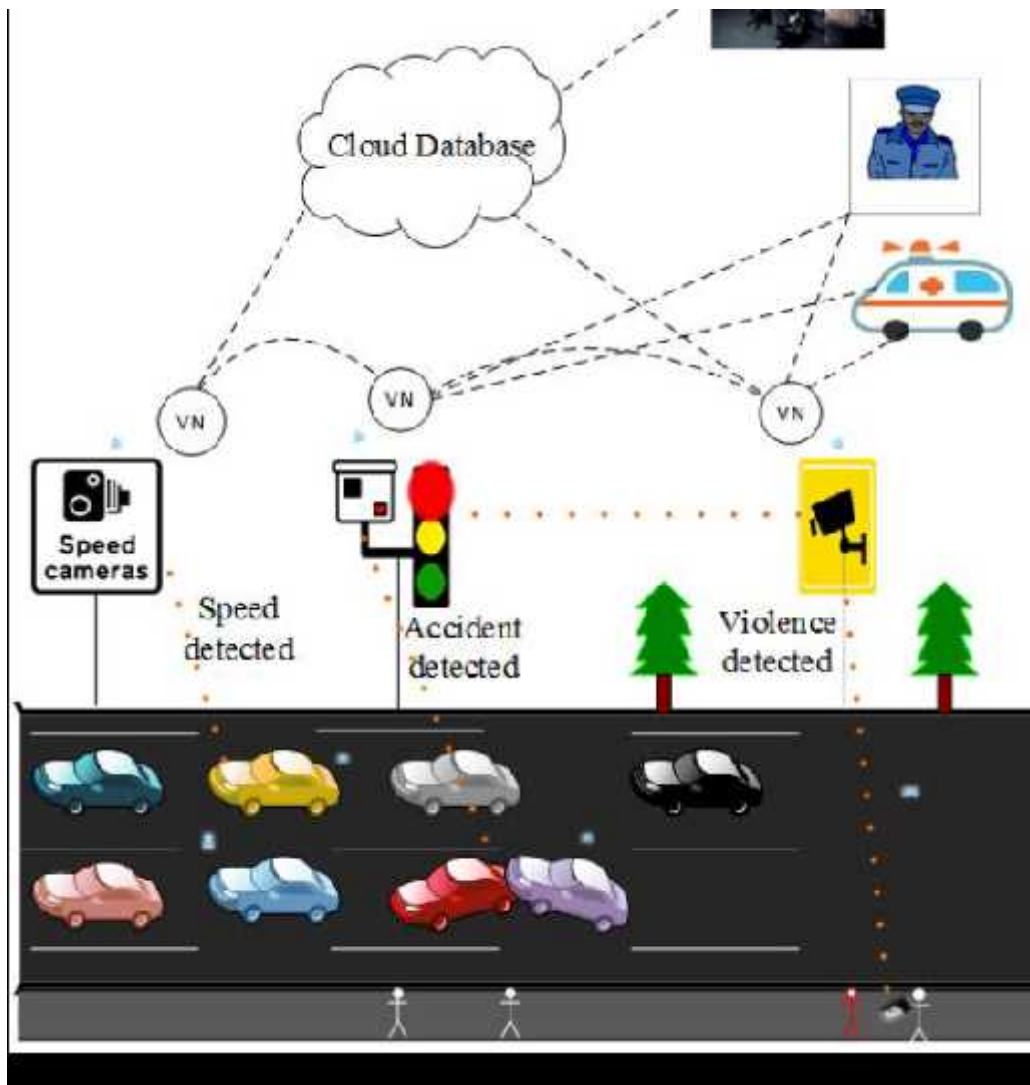 Cloud Database
VN
VN
VN
Speed
cameras
Speed
detected
Accident
detected
Violence
detected